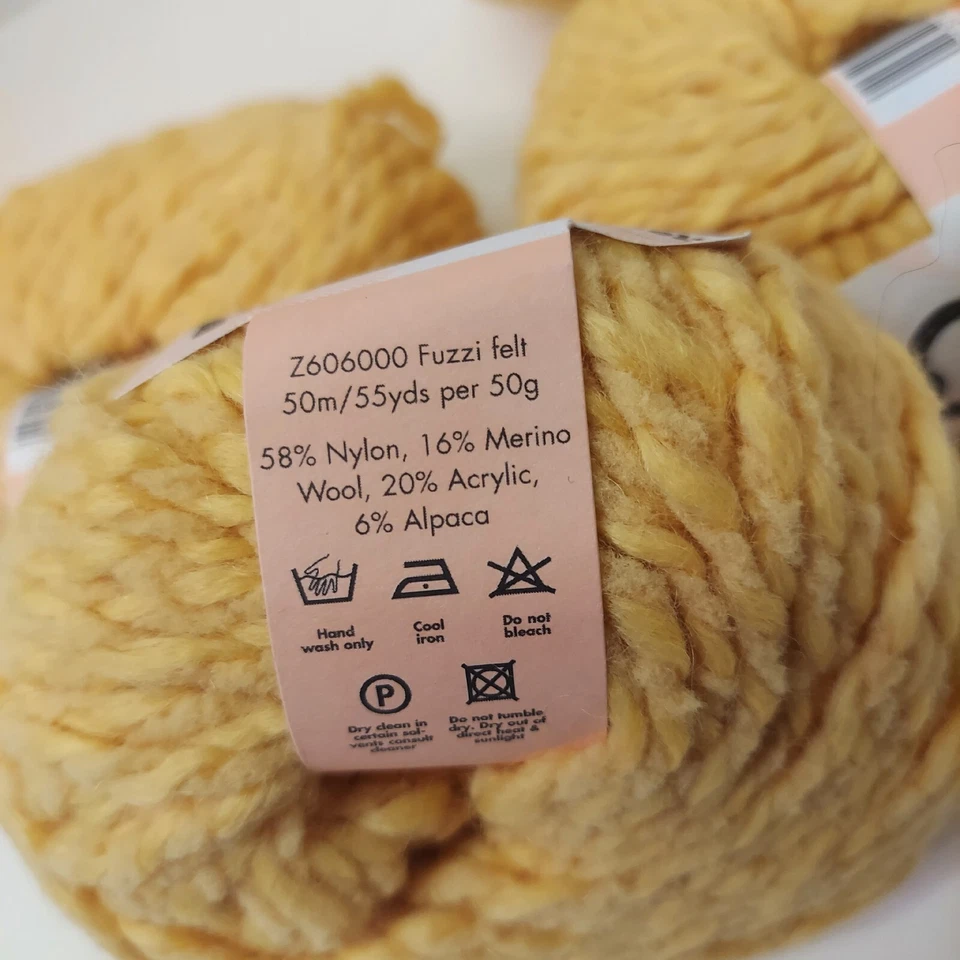 Z606000 Fuzzi felt
50m/55yds per 50g
58% Nylon, 16% Merino
Wool, 20% Acrylic,
6% Alpaca
Hand
wash only
Cool
iron
Do not
bleach
P
Dry clean in
certain sol-
vents consult
cleaner
Do not tumble
dry. Dry out of
direct heat &
sunlight